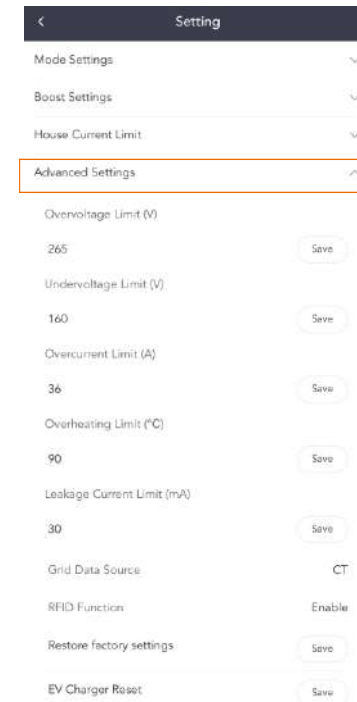 Setting
Mode Settings
Boost Settings
House Current Limit
Advanced Settings
Overvoltage Limit (V)
265 Save
Undervoltage Limit (V)
160 Save
Overcurrent Limit (A)
36 Save
Overheating Limit (°C)
90 Save
Leakage Current Limit (mA)
30 Save
Grid Data Source CT
RFID Function Enable
Restore factory settings Save
EV Charger Reset Save